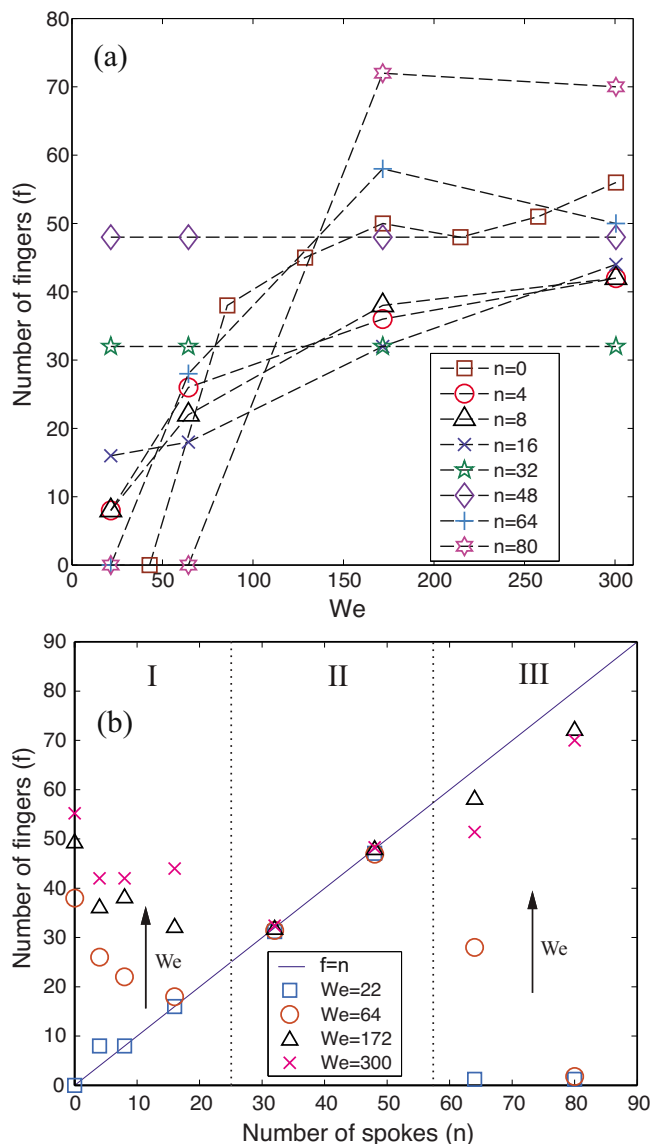 80
70
60
50
40
30
20
10
0
Number of fingers (f)
(a)
n=0
n=4
n=8
n=16
n=32
n=48
n=64
n=80
0 50 100 150 200 250 300
We
90
80
70
60
50
40
30
20
10
0
Number of fingers (f)
I II III
(b)
We
We
f=n
We=22
We=64
We=172
We=300
0 10 20 30 40 50 60 70 80 90
Number of spokes (n)